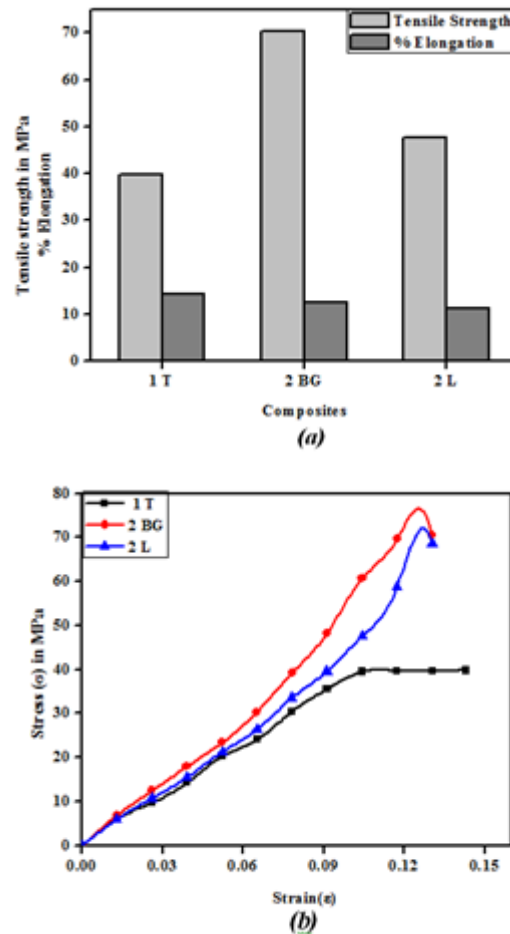 Tensile Strength
% Elongation
Tensile strength in MPa
% Elongation
70
60
50
40
30
20
10
0
1 T
2 BG
2 L
Composites
(a)
1 T
2 BG
2 L
Stress (σ) in MPa
80
70
60
50
40
30
20
10
0
0.00
0.03
0.06
0.09
0.12
0.15
Strain(ε)
(b)